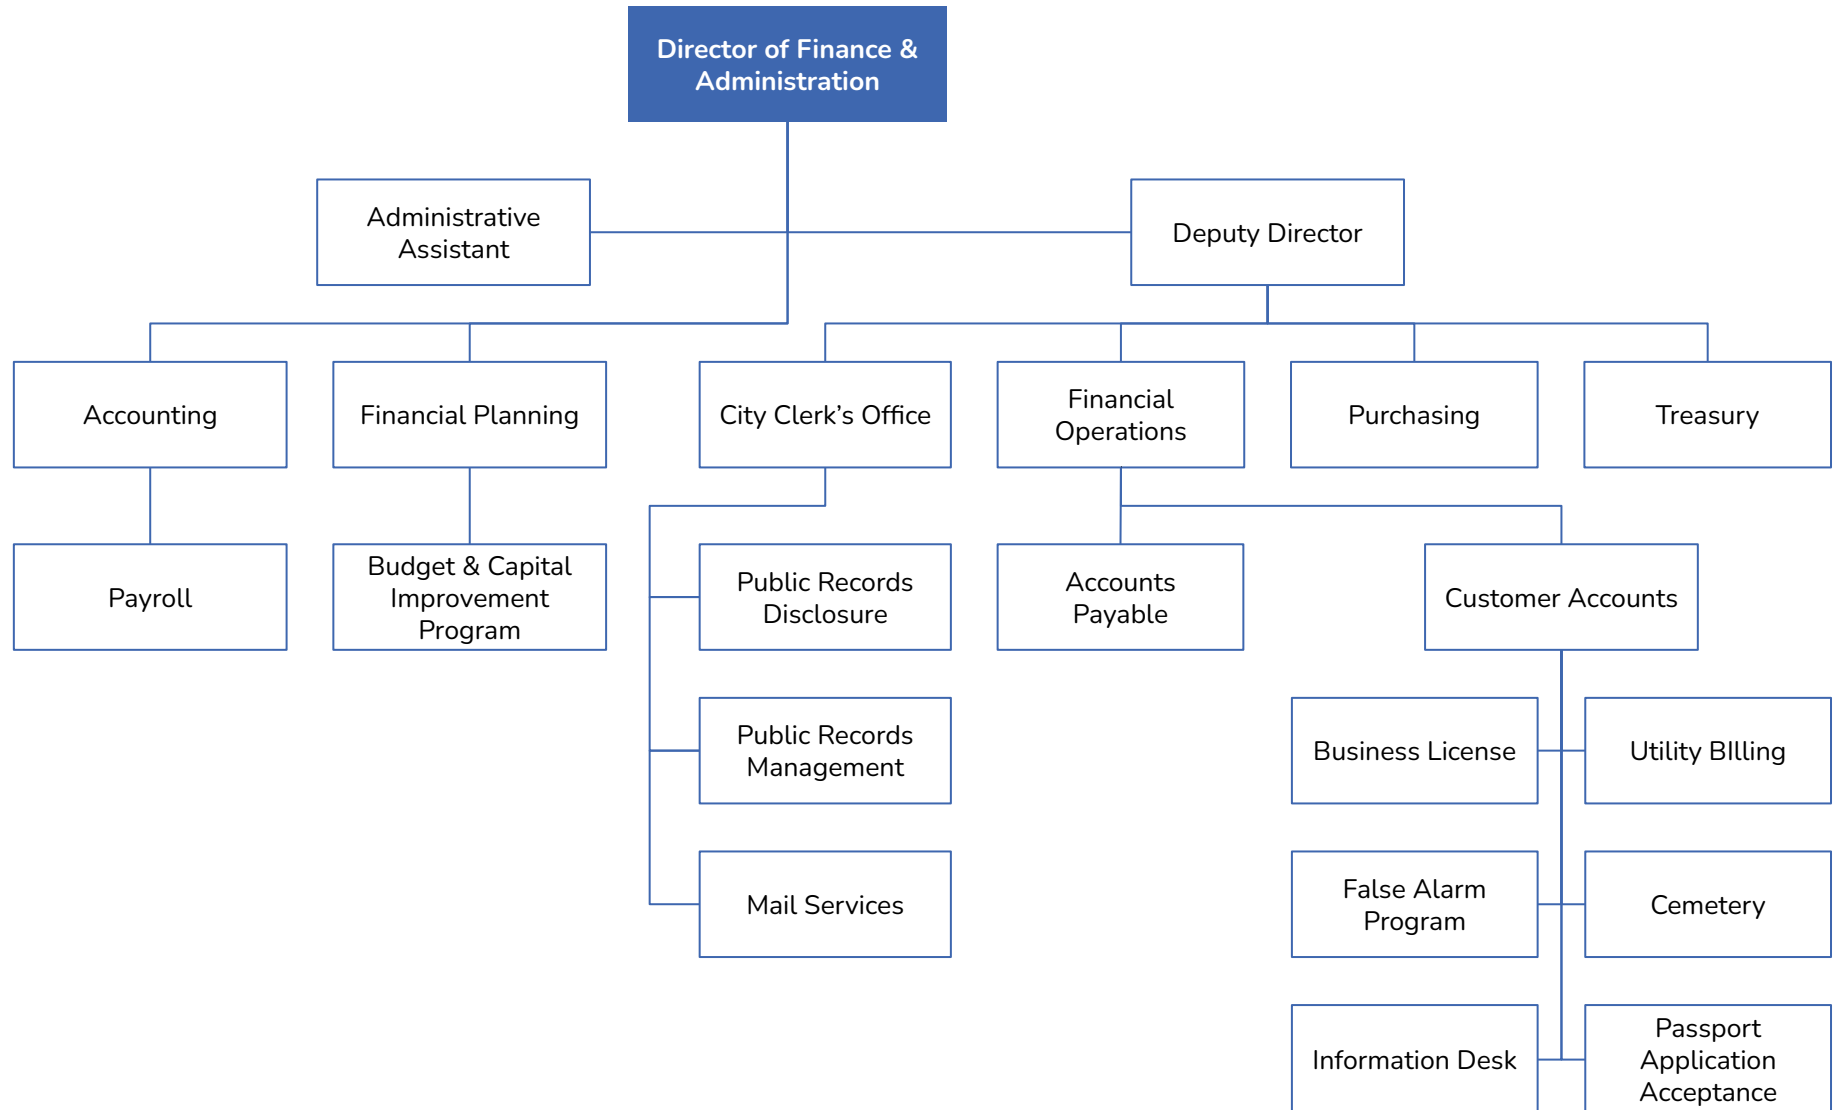 Director of Finance &
Administration
Administrative
Assistant
Deputy Director
Accounting
Financial Planning
City Clerk’s Office
Financial
Operations
Purchasing
Treasury
Payroll
Budget & Capital
Improvement
Program
Public Records
Disclosure
Accounts
Payable
Customer Accounts
Public Records
Management
Business License
Utility BIlling
Mail Services
False Alarm
Program
Cemetery
Information Desk
Passport
Application
Acceptance